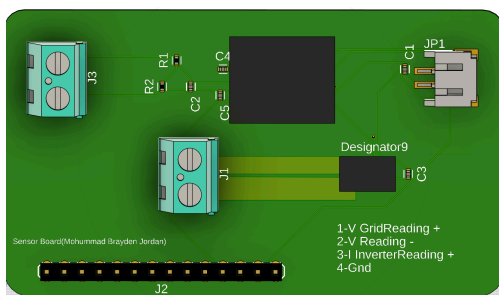 JP1
R1
C4
C1
J3
R2
C2
C5
Designator9
J1
C3
1-V GridReading +
2-V Reading -
3-I InverterReading +
4-Gnd
Sensor Board(Mohummad Brayden Jordan)
J2